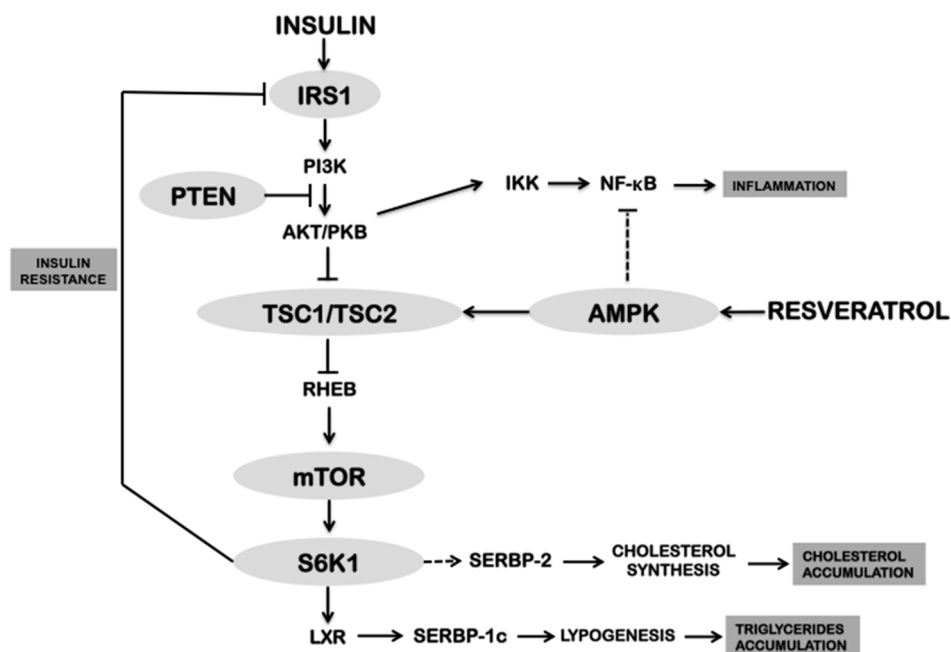 INSULIN
IRS1
PI3K
PTEN
IKK
NF-κB
INFLAMMATION
AKT/PKB
INSULIN
RESISTANCE
TSC1/TSC2
AMPK
RESVERATROL
RHEB
mTOR
S6K1
SERBP-2
CHOLESTEROL
SYNTHESIS
CHOLESTEROL
ACCUMULATION
LXR
SERBP-1c
LYPOGENESIS
TRIGLYCERIDES
ACCUMULATION